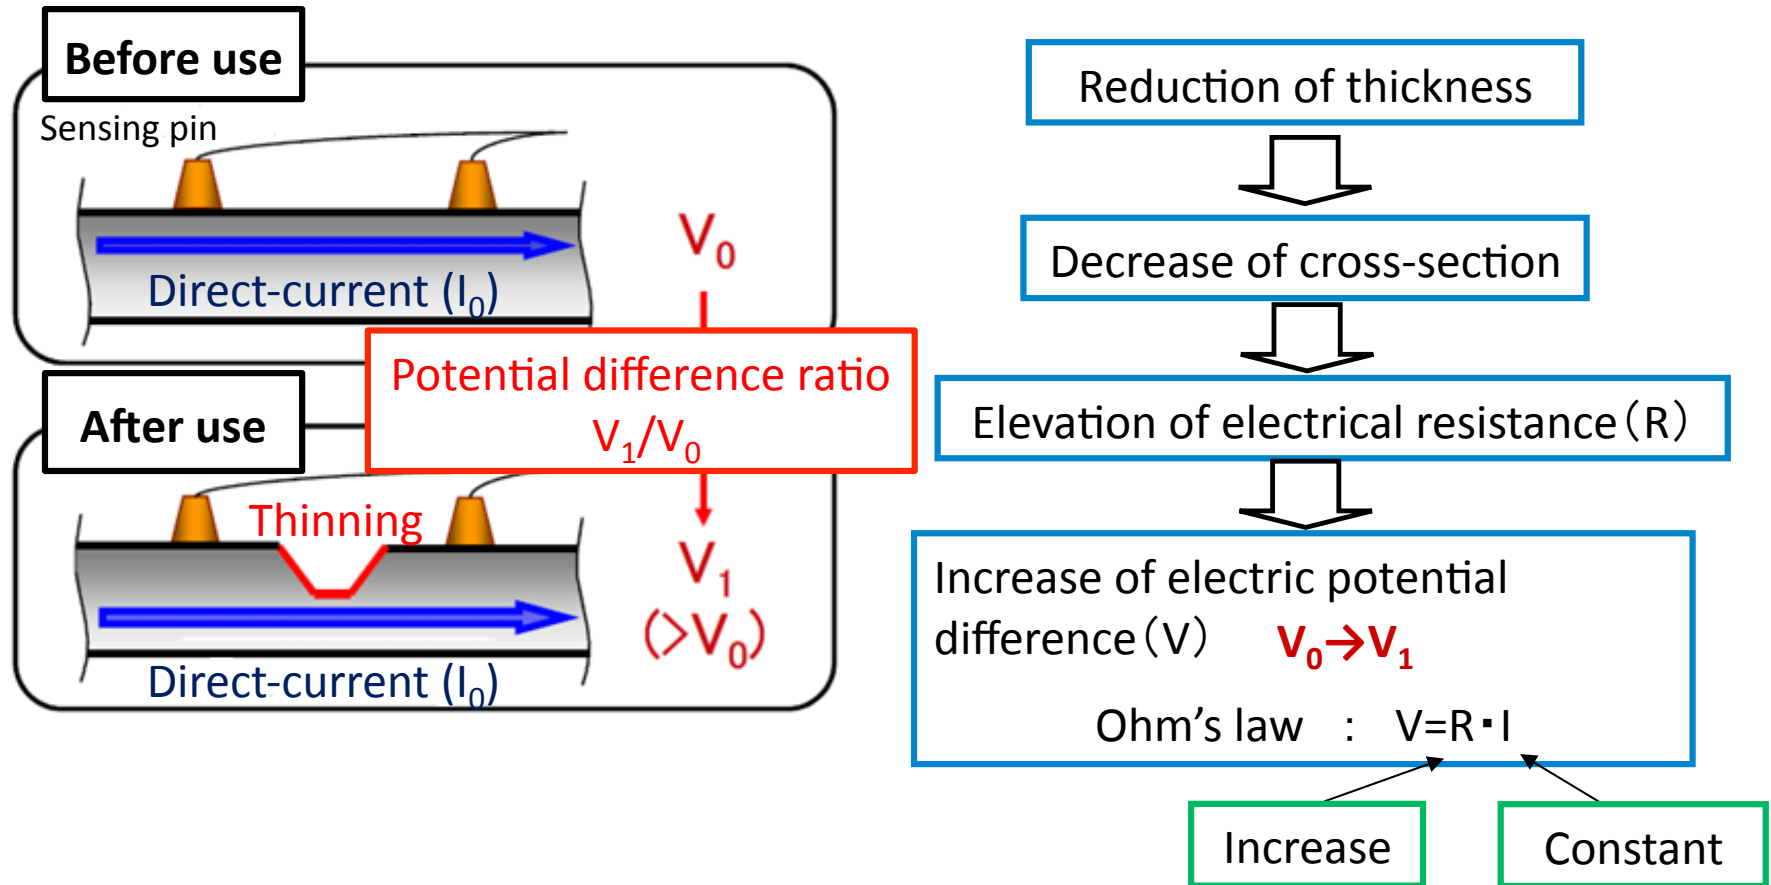 Before use
Sensing pin
Direct-current (I₀)
V₀
Potential difference ratio
V₁/V₀
After use
Thinning
V₁
(>V₀)
Direct-current (I₀)
Reduction of thickness
Decrease of cross-section
Elevation of electrical resistance（R）
Increase of electric potential
difference（V） V₀→V₁
Ohm’s law : V=R･I
Increase
Constant